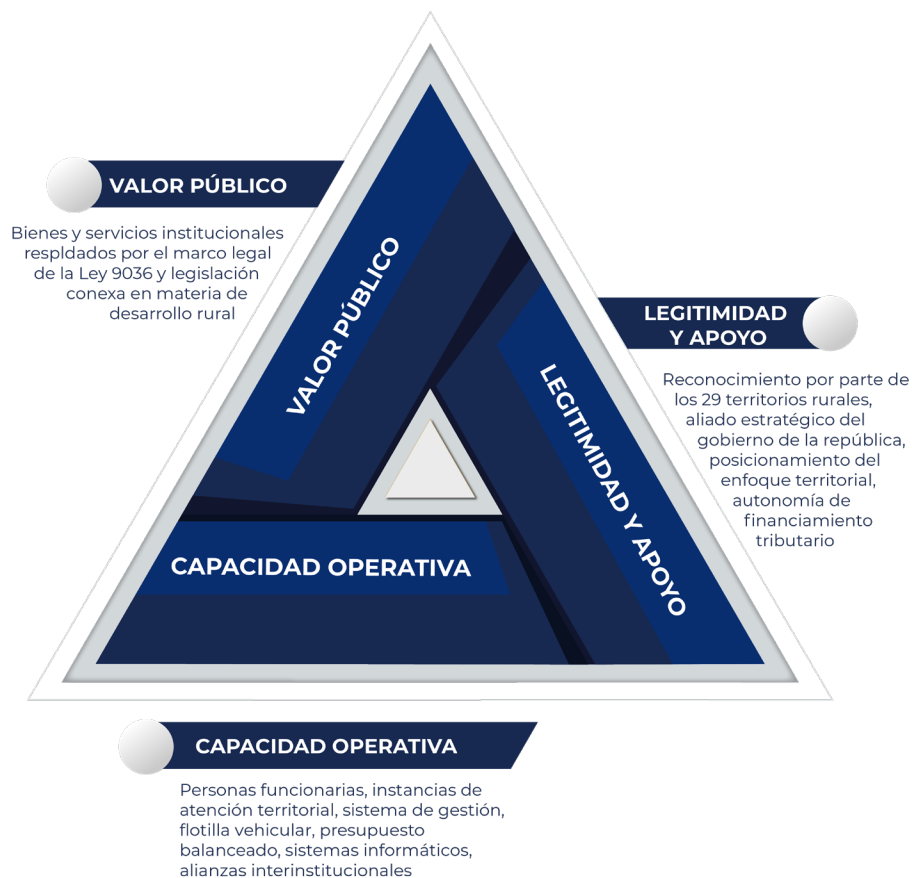 VALOR PÚBLICO
Bienes y servicios institucionales
respldados por el marco legal
de la Ley 9036 y legislación
conexa en materia de
desarrollo rural
VALOR PÚBLICO
LEGITIMIDAD
Y APOYO
Reconocimiento por parte de
los 29 territorios rurales,
aliado estratégico del
gobierno de la república,
posicionamiento del
enfoque territorial,
autonomía de
financiamiento
tributario
LEGITIMIDAD Y APOYO
CAPACIDAD OPERATIVA
CAPACIDAD OPERATIVA
Personas funcionarias, instancias de
atención territorial, sistema de gestión,
flotilla vehicular, presupuesto
balanceado, sistemas informáticos,
alianzas interinstitucionales